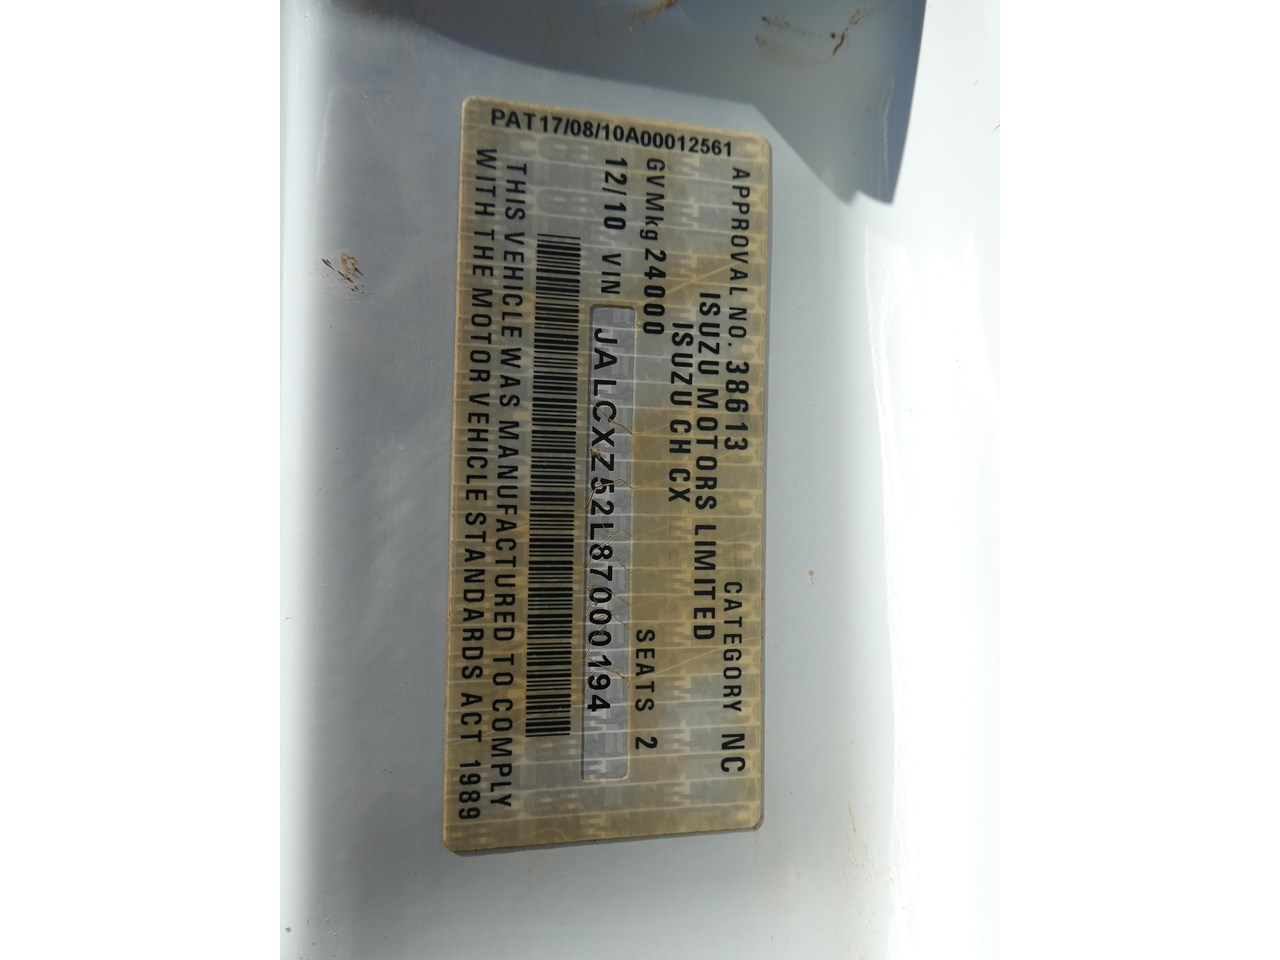 APPROVAL NO. 38613 CATEGORY NC
ISUZU MOTORS LIMITED
ISUZU CH CX
GVMkg 24000 SEATS 2
12/10 VIN JALCXZ52L87000194
THIS VEHICLE WAS MANUFACTURED TO COMPLY
WITH THE MOTOR VEHICLE STANDARDS ACT 1989
PAT17/08/10A00012561